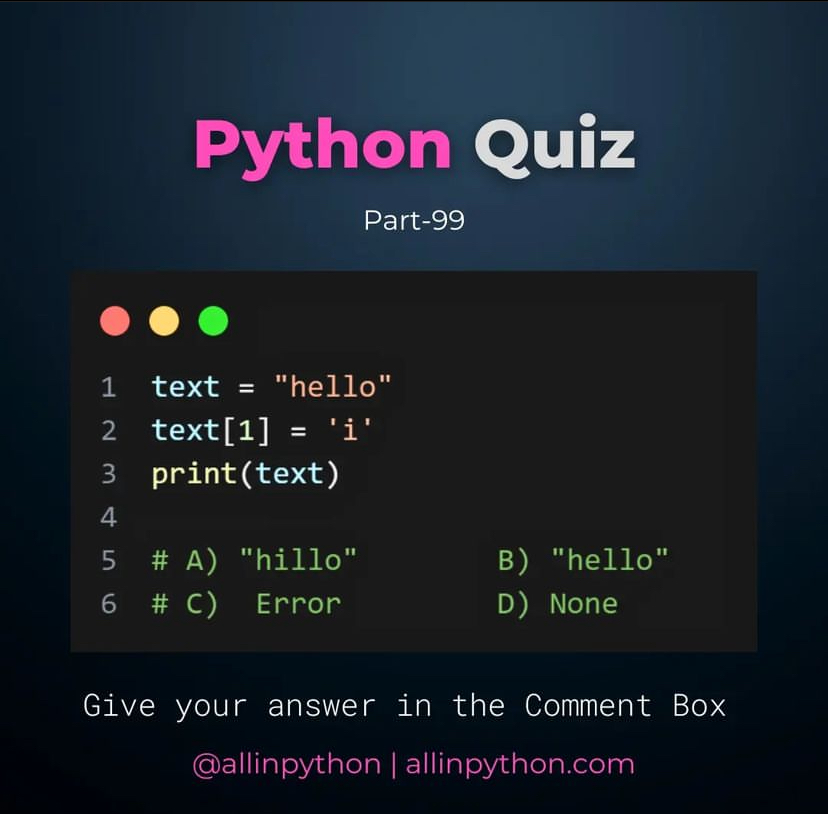 Python Quiz
Part-99
1 text = "hello"
2 text[1] = 'i'
3 print(text)
4
5 # A) "hillo" B) "hello"
6 # C) Error D) None
Give your answer in the Comment Box
@allinpython | allinpython.com